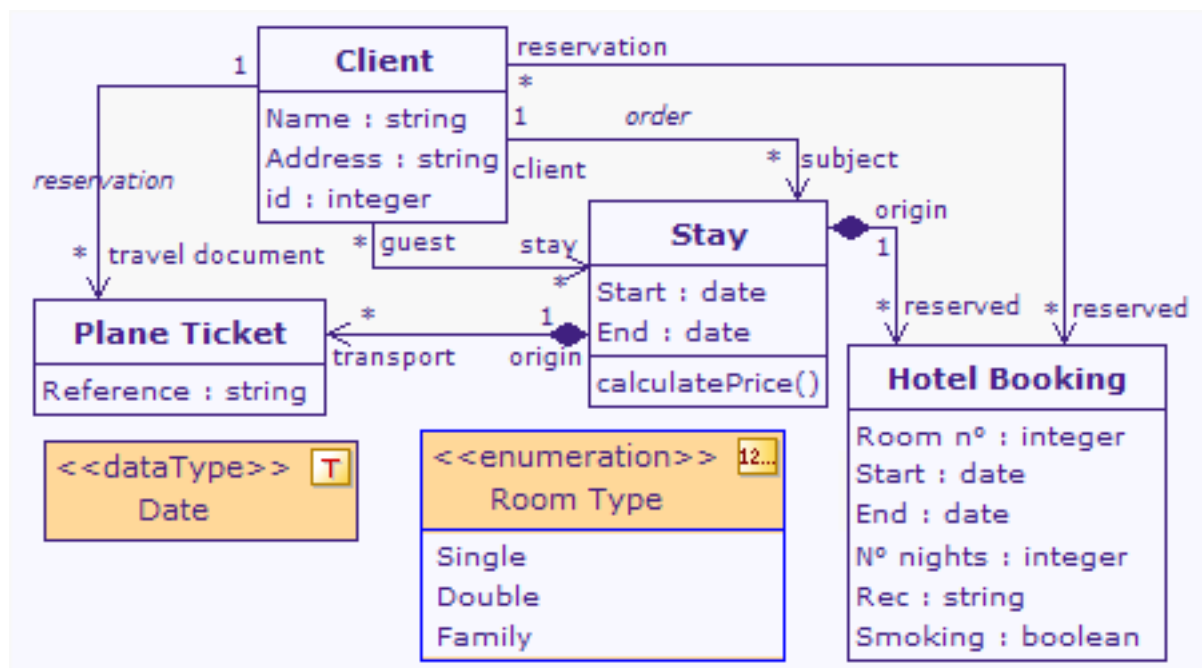 reservation
1
Client
*
Name : string
1
order
Address : string
*
subject
client
reservation
id : integer
origin
* guest
stay
Stay
1
* travel document
*
Start : date
* reserved
* reserved
*
1
End : date
Plane Ticket
transport
origin
Hotel Booking
calculatePrice()
Reference : string
Room nº : integer
<<dataType>> T
<<enumeration>> 12...
Start : date
Date
Room Type
End : date
Single
Nº nights : integer
Double
Rec : string
Family
Smoking : boolean